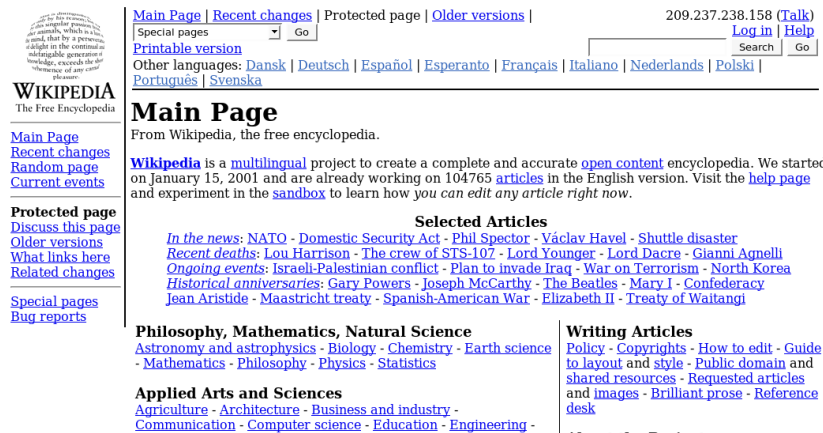 Main Page | Recent changes | Protected page | Older versions |
209.237.238.158 (Talk)
Special pages Go
Log in | Help
Printable version
Search Go
Other languages: Dansk | Deutsch | Español | Esperanto | Français | Italiano | Nederlands | Polski |
Português | Svenska
WIKIPEDIA
The Free Encyclopedia
Main Page
Recent changes
Random page
Current events
Protected page
Discuss this page
Older versions
What links here
Related changes
Special pages
Bug reports
Main Page
From Wikipedia, the free encyclopedia.
Wikipedia is a multilingual project to create a complete and accurate open content encyclopedia. We started
on January 15, 2001 and are already working on 104765 articles in the English version. Visit the help page
and experiment in the sandbox to learn how you can edit any article right now.
Selected Articles
In the news: NATO - Domestic Security Act - Phil Spector - Václav Havel - Shuttle disaster
Recent deaths: Lou Harrison - The crew of STS-107 - Lord Younger - Lord Dacre - Gianni Agnelli
Ongoing events: Israeli-Palestinian conflict - Plan to invade Iraq - War on Terrorism - North Korea
Historical anniversaries: Gary Powers - Joseph McCarthy - The Beatles - Mary I - Confederacy
Jean Aristide - Maastricht treaty - Spanish-American War - Elizabeth II - Treaty of Waitangi
Philosophy, Mathematics, Natural Science
Astronomy and astrophysics - Biology - Chemistry - Earth science
- Mathematics - Philosophy - Physics - Statistics
Applied Arts and Sciences
Agriculture - Architecture - Business and industry -
Communication - Computer science - Education - Engineering -
Writing Articles
Policy - Copyrights - How to edit - Guide
to layout and style - Public domain and
shared resources - Requested articles
and images - Brilliant prose - Reference
desk